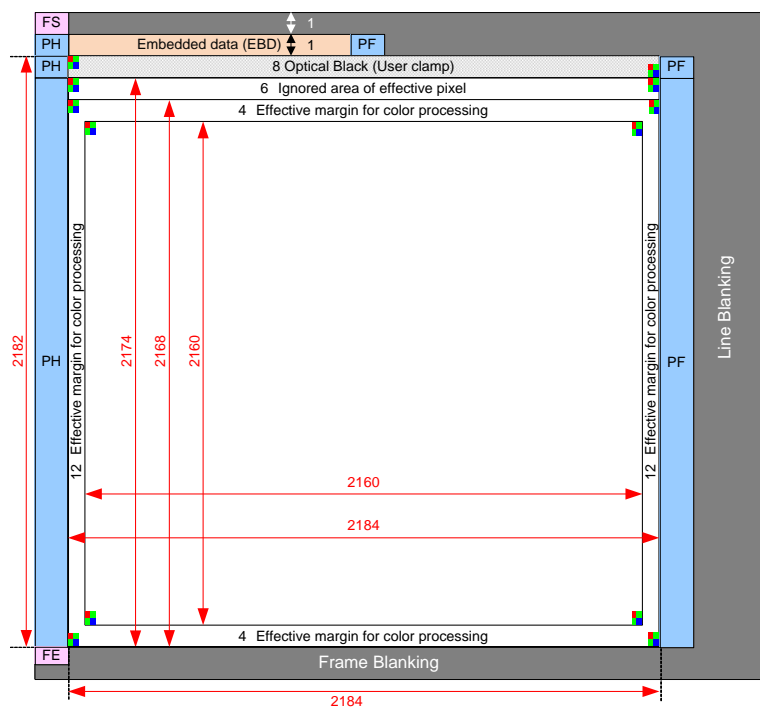 FS
1
PH
Embedded data (EBD)
1
PF
PH
8 Optical Black (User clamp)
PF
6 Ignored area of effective pixel
4 Effective margin for color processing
12 Effective margin for color processing
12 Effective margin for color processing
Line Blanking
2182
2174
2168
2160
PH
PF
2160
2184
4 Effective margin for color processing
FE
Frame Blanking
2184